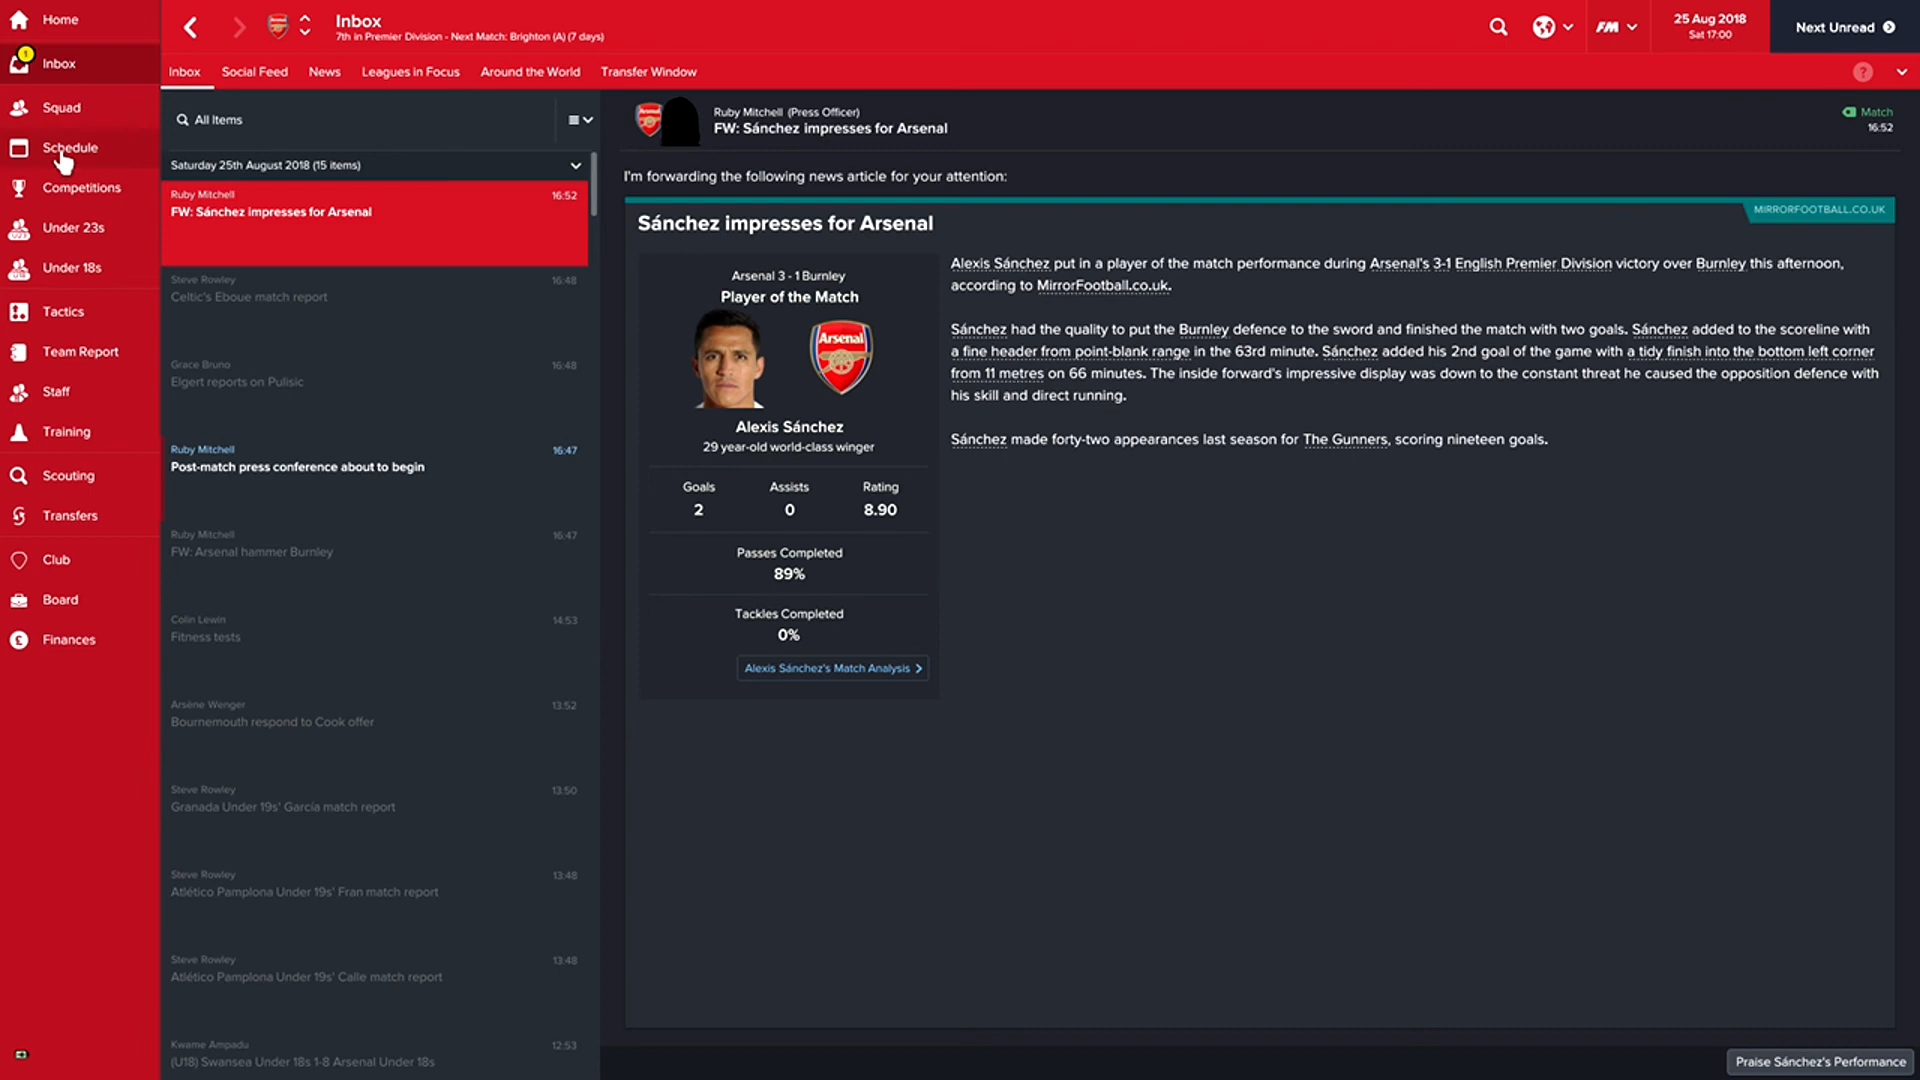 Home
Inbox
Squad
Schedule
Competitions
Under 23s
Under 18s
Tactics
Team Report
Staff
Training
Scouting
Transfers
Club
Board
Finances
Inbox
7th in Premier Division - Next Match: Brighton (A) (7 days)
FM
25 Aug 2018
Sat 17:00
Next Unread
Inbox Social Feed News Leagues in Focus Around the World Transfer Window
?
All Items
Saturday 25th August 2018 (15 items)
Ruby Mitchell 16:52
FW: Sánchez impresses for Arsenal
Steve Rowley 16:48
Celtic's Eboue match report
Grace Bruno 16:48
Elgert reports on Pulisic
Ruby Mitchell 16:47
Post-match press conference about to begin
Ruby Mitchell 16:47
FW: Arsenal hammer Burnley
Colin Lewin 14:53
Fitness tests
Arsène Wenger 13:52
Bournemouth respond to Cook offer
Steve Rowley 13:50
Granada Under 19s' García match report
Steve Rowley 13:48
Atlético Pamplona Under 19s' Fran match report
Steve Rowley 13:48
Atlético Pamplona Under 19s' Calle match report
Kwame Ampadu 12:53
(U18) Swansea Under 18s 1-8 Arsenal Under 18s
Ruby Mitchell (Press Officer)
FW: Sánchez impresses for Arsenal
Match
16:52
I'm forwarding the following news article for your attention:
MIRRORFOOTBALL.CO.UK
Sánchez impresses for Arsenal
Arsenal 3 - 1 Burnley
Player of the Match
Arsenal
Alexis Sánchez
29 year-old world-class winger
Goals Assists Rating
2 0 8.90
Passes Completed
89%
Tackles Completed
0%
Alexis Sánchez's Match Analysis
Alexis Sánchez put in a player of the match performance during Arsenal's 3-1 English Premier Division victory over Burnley this afternoon,
according to MirrorFootball.co.uk.
Sánchez had the quality to put the Burnley defence to the sword and finished the match with two goals. Sánchez added to the scoreline with
a fine header from point-blank range in the 63rd minute. Sánchez added his 2nd goal of the game with a tidy finish into the bottom left corner
from 11 metres on 66 minutes. The inside forward's impressive display was down to the constant threat he caused the opposition defence with
his skill and direct running.
Sánchez made forty-two appearances last season for The Gunners, scoring nineteen goals.
Praise Sánchez's Performance